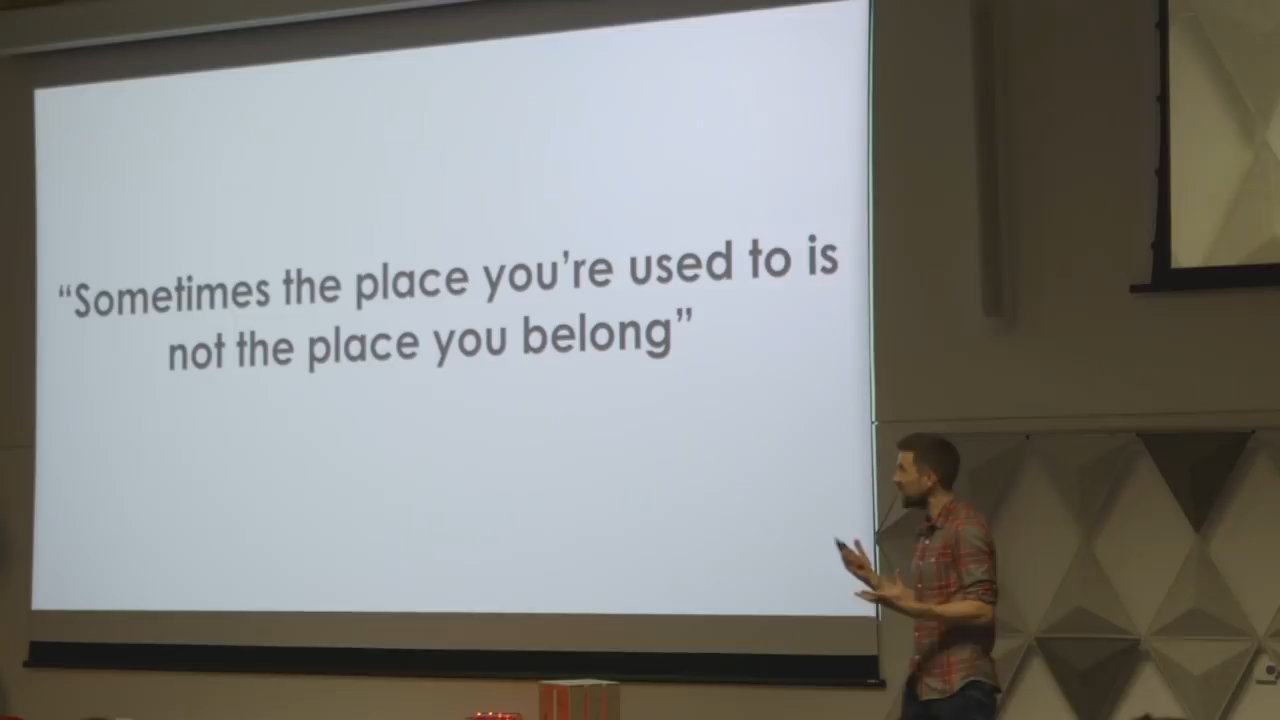 “Sometimes the place you’re used to is
not the place you belong”